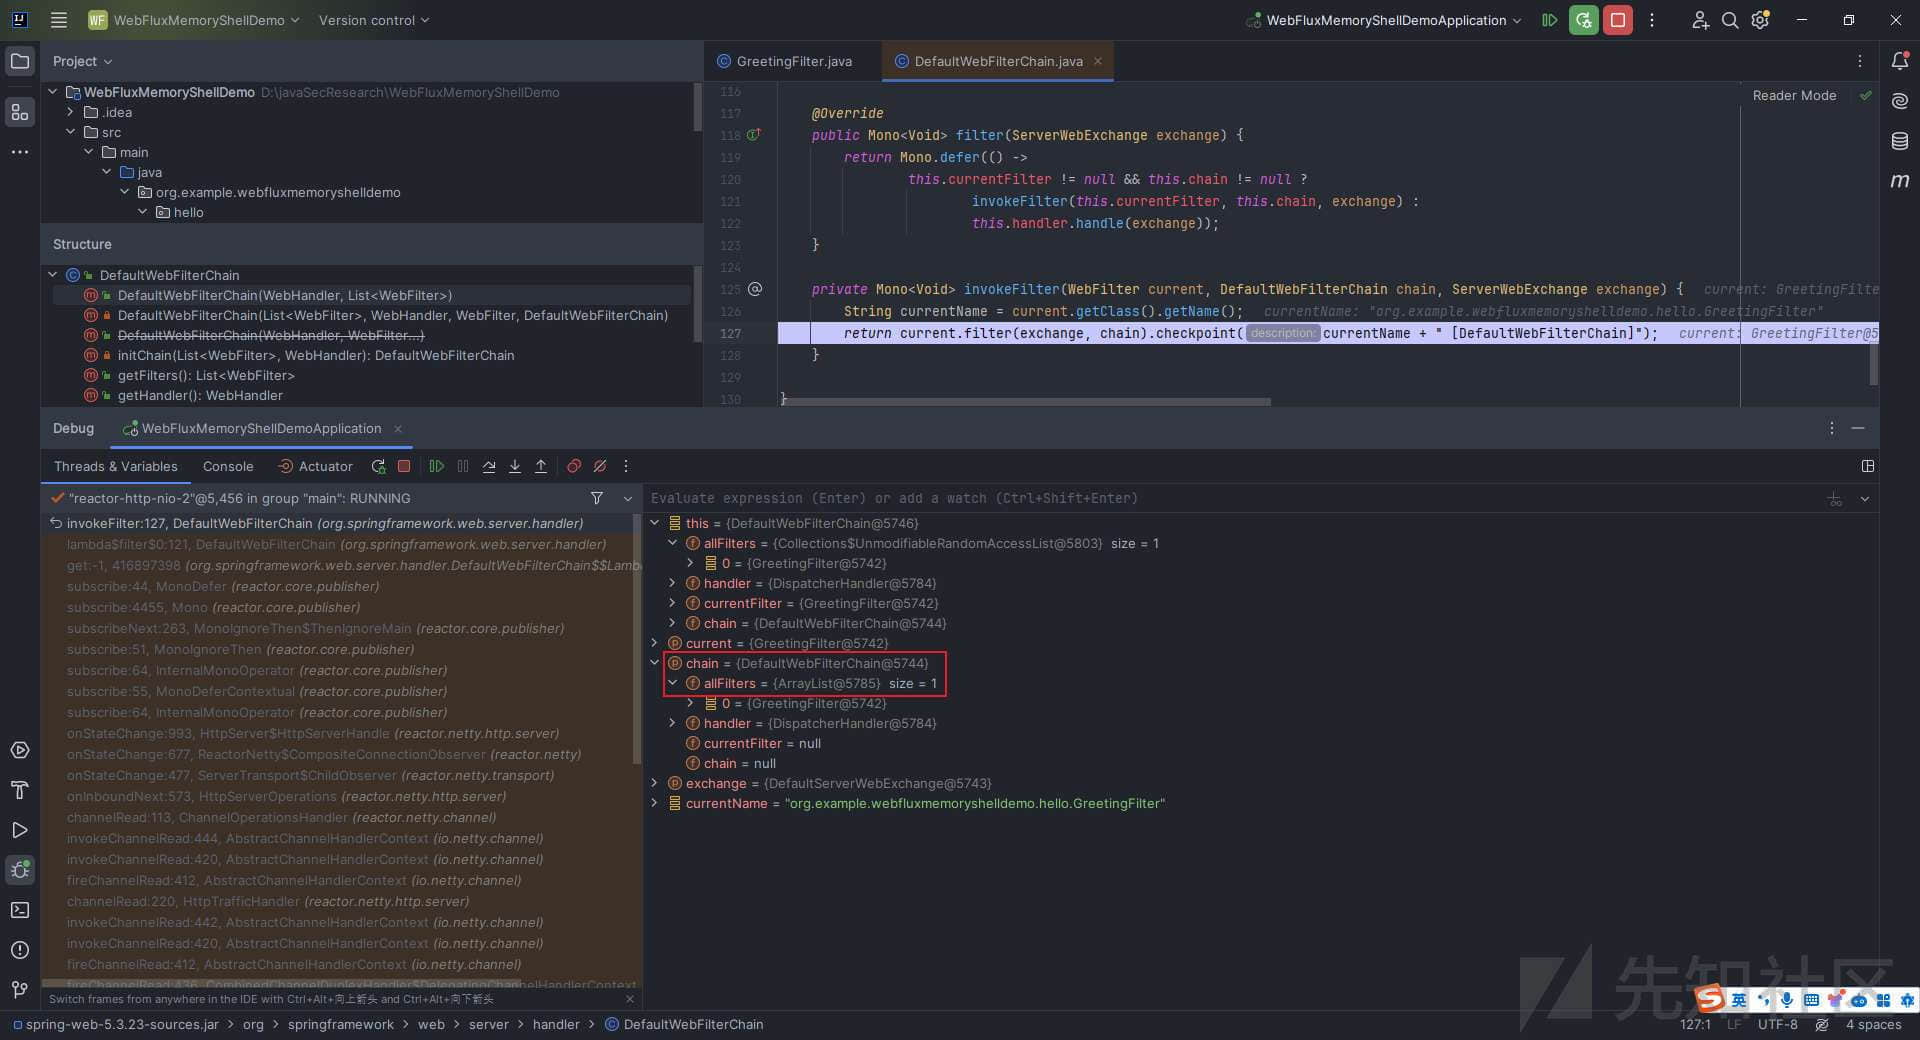 WF WebFluxMemoryShellDemo Version control
WebFluxMemoryShellDemoApplication
Project
WebFluxMemoryShellDemo D:\javaSecResearch\WebFluxMemoryShellDemo
.idea
src
main
java
org.example.webfluxmemoryshelldemo
hello
Structure
DefaultWebFilterChain
DefaultWebFilterChain(WebHandler, List<WebFilter>)
DefaultWebFilterChain(List<WebFilter>, WebHandler, WebFilter, DefaultWebFilterChain)
DefaultWebFilterChain(WebHandler, WebFilter...)
initChain(List<WebFilter>, WebHandler): DefaultWebFilterChain
getFilters(): List<WebFilter>
getHandler(): WebHandler
GreetingFilter.java DefaultWebFilterChain.java
Reader Mode
116
117 @Override
118 public Mono<Void> filter(ServerWebExchange exchange) {
119 return Mono.defer(() ->
120 this.currentFilter != null && this.chain != null ?
121 invokeFilter(this.currentFilter, this.chain, exchange) :
122 this.handler.handle(exchange));
123 }
124
125 private Mono<Void> invokeFilter(WebFilter current, DefaultWebFilterChain chain, ServerWebExchange exchange) { current: GreetingFilte
126 String currentName = current.getClass().getName(); currentName: "org.example.webfluxmemoryshelldemo.hello.GreetingFilter"
127 return current.filter(exchange, chain).checkpoint( description: currentName + " [DefaultWebFilterChain]"); current: GreetingFilter@5
128 }
129
130 }
Debug WebFluxMemoryShellDemoApplication
Threads & Variables Console Actuator
"reactor-http-nio-2"@5,456 in group "main": RUNNING
invokeFilter:127, DefaultWebFilterChain (org.springframework.web.server.handler)
lambda$filter$0:121, DefaultWebFilterChain (org.springframework.web.server.handler)
get:-1, 416897398 (org.springframework.web.server.handler.DefaultWebFilterChain$$Lamb
subscribe:44, MonoDefer (reactor.core.publisher)
subscribe:4455, Mono (reactor.core.publisher)
subscribeNext:263, MonoIgnoreThen$ThenIgnoreMain (reactor.core.publisher)
subscribe:51, MonoIgnoreThen (reactor.core.publisher)
subscribe:64, InternalMonoOperator (reactor.core.publisher)
subscribe:55, MonoDeferContextual (reactor.core.publisher)
subscribe:64, InternalMonoOperator (reactor.core.publisher)
onStateChange:993, HttpServer$HttpServerHandle (reactor.netty.http.server)
onStateChange:677, ReactorNetty$CompositeConnectionObserver (reactor.netty)
onStateChange:477, ServerTransport$ChildObserver (reactor.netty.transport)
onInboundNext:573, HttpServerOperations (reactor.netty.http.server)
channelRead:113, ChannelOperationsHandler (reactor.netty.channel)
invokeChannelRead:444, AbstractChannelHandlerContext (io.netty.channel)
invokeChannelRead:420, AbstractChannelHandlerContext (io.netty.channel)
fireChannelRead:412, AbstractChannelHandlerContext (io.netty.channel)
channelRead:220, HttpTrafficHandler (reactor.netty.http.server)
invokeChannelRead:442, AbstractChannelHandlerContext (io.netty.channel)
invokeChannelRead:420, AbstractChannelHandlerContext (io.netty.channel)
fireChannelRead:412, AbstractChannelHandlerContext (io.netty.channel)
fireChannelRead:436, CombinedChannelDuplexHandler$DelegatingChannelHandlerContext
Switch frames from anywhere in the IDE with Ctrl+Alt+向上箭头 and Ctrl+Alt+向下箭头
Evaluate expression (Enter) or add a watch (Ctrl+Shift+Enter)
this = {DefaultWebFilterChain@5746}
allFilters = {Collections$UnmodifiableRandomAccessList@5803} size = 1
0 = {GreetingFilter@5742}
handler = {DispatcherHandler@5784}
currentFilter = {GreetingFilter@5742}
chain = {DefaultWebFilterChain@5744}
current = {GreetingFilter@5742}
chain = {DefaultWebFilterChain@5744}
allFilters = {ArrayList@5785} size = 1
0 = {GreetingFilter@5742}
handler = {DispatcherHandler@5784}
currentFilter = null
chain = null
exchange = {DefaultServerWebExchange@5743}
currentName = "org.example.webfluxmemoryshelldemo.hello.GreetingFilter"
先知社区
英
spring-web-5.3.23-sources.jar > org > springframework > web > server > handler > DefaultWebFilterChain
127:1 LF UTF-8 4 spaces